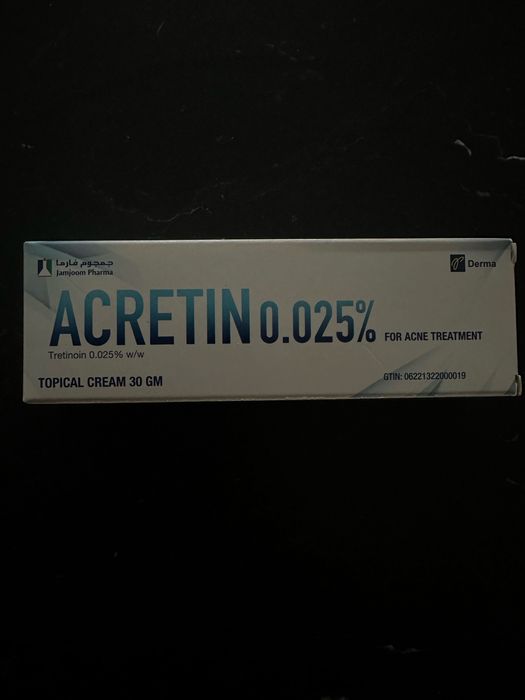 جمجوم فارما
Jamjoom Pharma
Derma
ACRETIN 0.025% FOR ACNE TREATMENT
Tretinoin 0.025% w/w
TOPICAL CREAM 30 GM
GTIN: 06221322000019